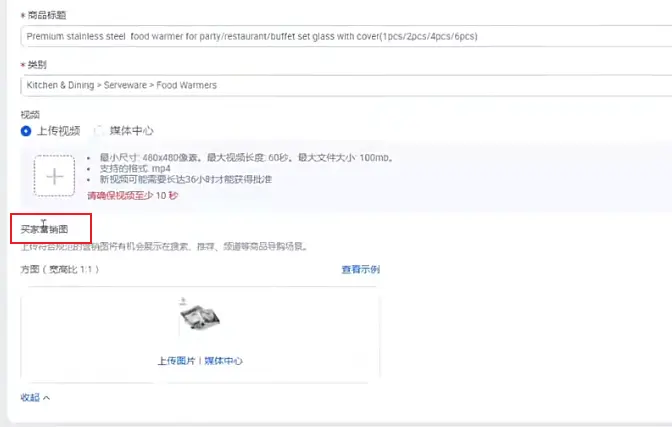 * 商品标题
Premium stainless steel food warmer for party/restaurant/buffet set glass with cover(1pcs/2pcs/4pcs/6pcs)
* 类别
Kitchen & Dining > Serveware > Food Warmers
视频
上传视频 媒体中心
• 最小尺寸: 480x480像素。最大视频长度: 60秒。最大文件大小: 100mb。
• 支持的格式: mp4
• 新视频可能需要长达36小时才能获得批准
请确保视频至少 10 秒
买家营销图
上传符合规范的营销图将有机会展示在搜索、推荐、频道等商品导购场景。
方图（宽高比 1:1） 查看示例
上传图片 | 媒体中心
收起